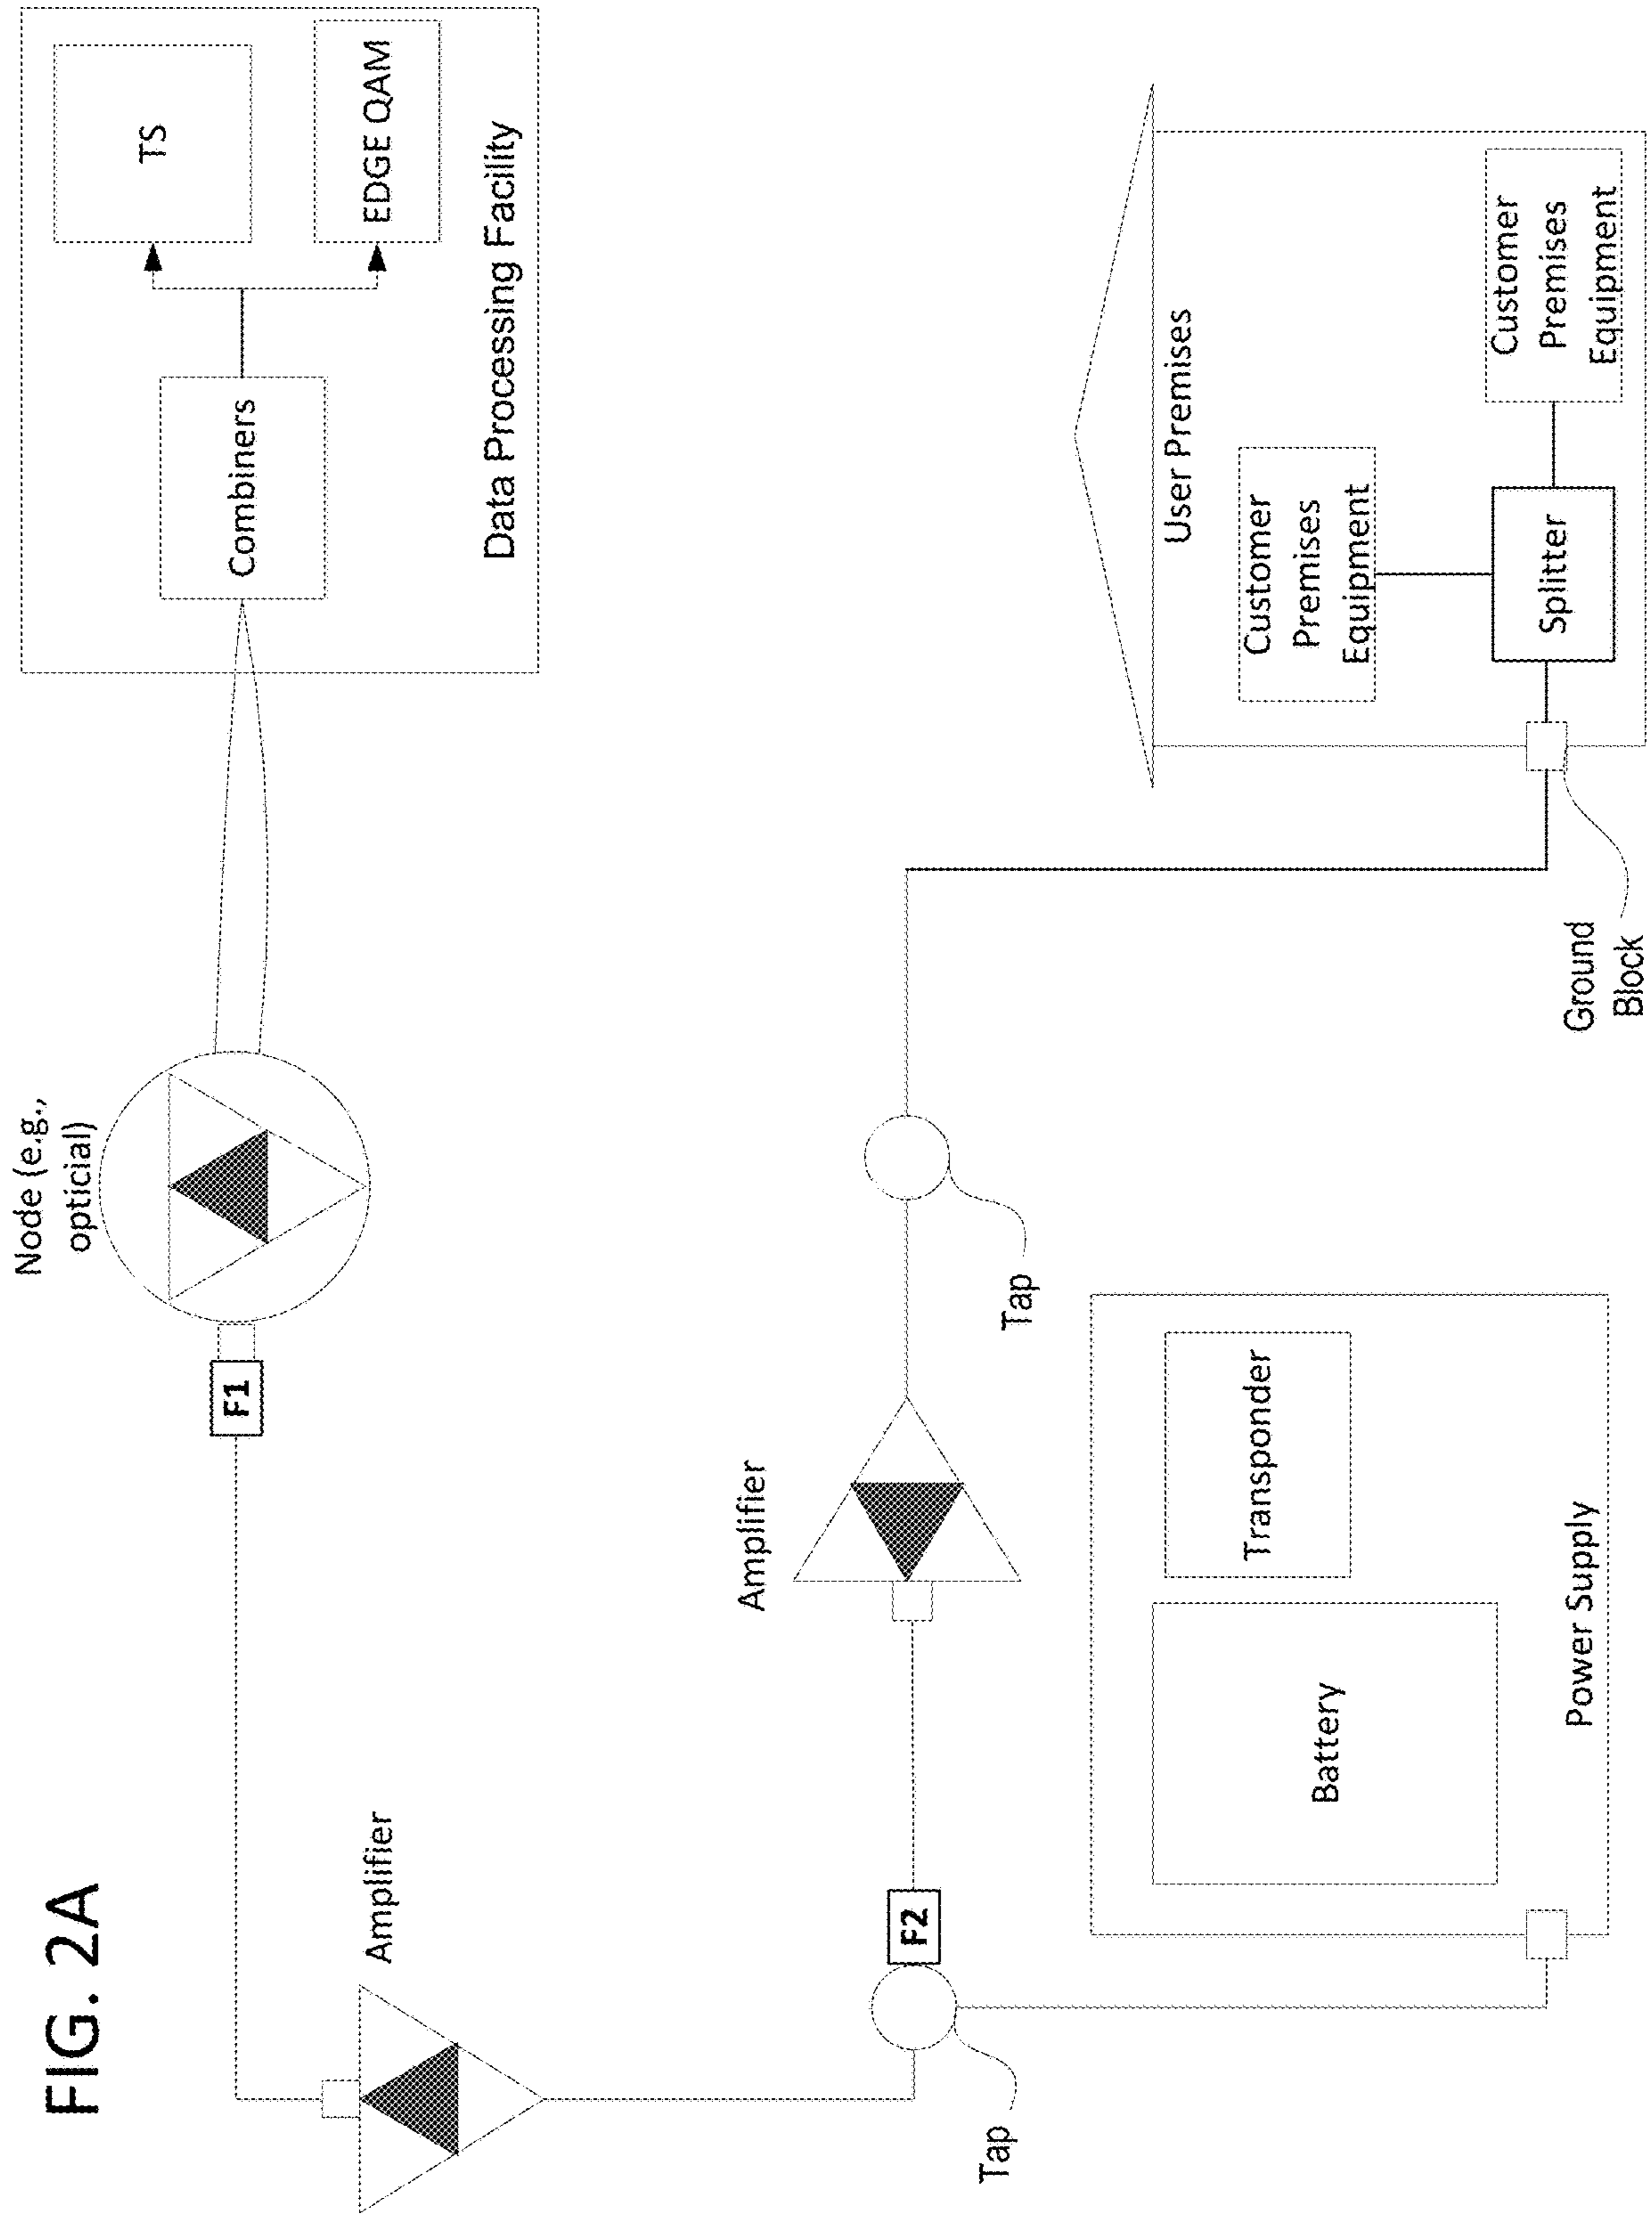 FIG. 2A
Node (e.g.,
opticial)
TS
EDGE QAM
Combiners
Data Processing Facility
F1
Amplifier
Amplifier
F2
Tap
Tap
User Premises
Customer
Premises
Equipment
Customer
Premises
Equipment
Splitter
Ground
Block
Transponder
Battery
Power Supply